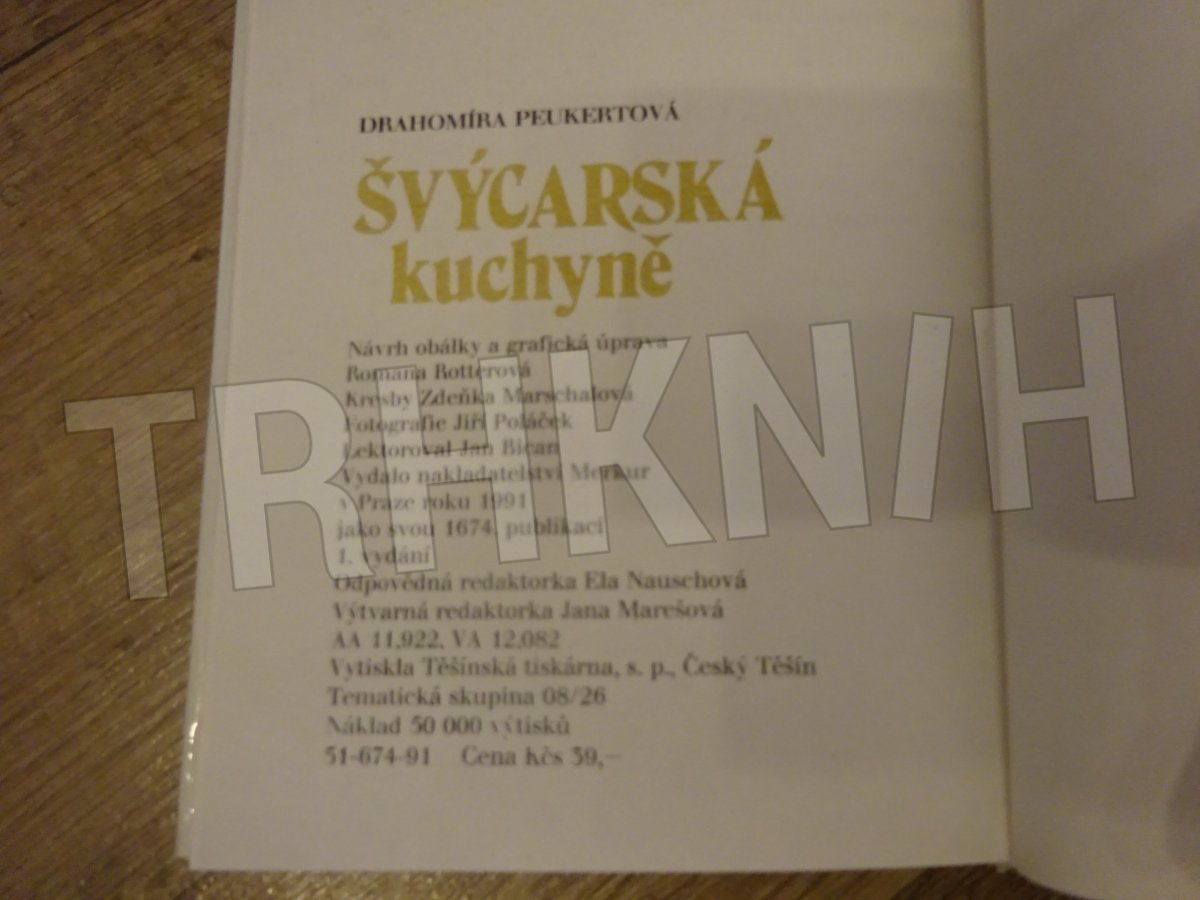 DRAHOMÍRA PEUKERTOVÁ
ŠVÝCARSKÁ
kuchyně
Návrh obálky a grafická úprava
Romana Rotterová
Kresby Zdeňka Marschalová
Fotografie Jiří Poláček
Lektoroval Jan Bican
Vydalo nakladatelství Merkur
v Praze roku 1991
jako svou 1674. publikaci
1. vydání
Odpovědná redaktorka Ela Nauschová
Výtvarná redaktorka Jana Marešová
AA 11,922, VA 12,082
Vytiskla Těšínská tiskárna, s. p., Český Těšín
Tematická skupina 08/26
Náklad 50 000 výtisků
51-674-91 Cena Kčs 39,—
TRHKNIH